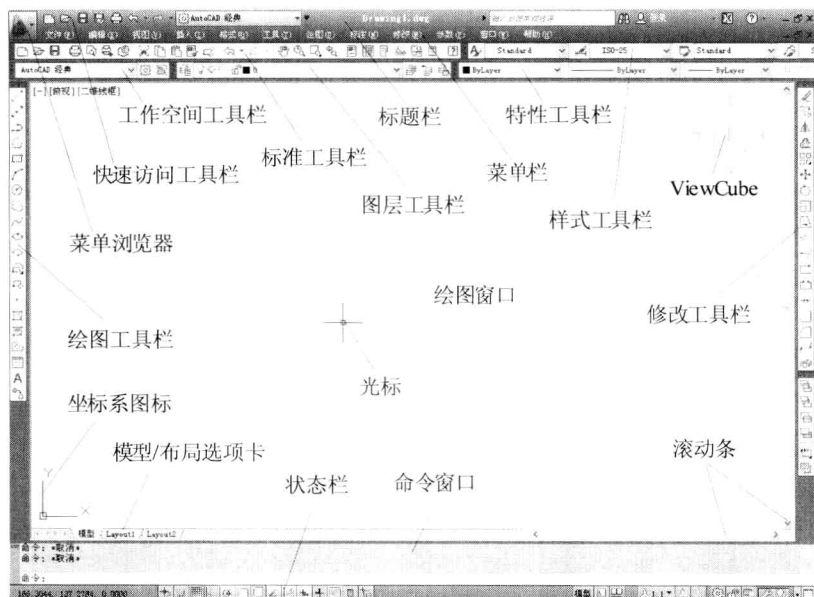 AutoCAD 经典
Drawing1.dwg
登录
文件(F) 编辑(E) 视图(V) 插入(I) 格式(O) 工具(T) 绘图(D) 标注(N) 修改(M) 参数(P) 窗口(W) 帮助(H)
Standard ISO-25 Standard
AutoCAD 经典 ByLayer ByLayer ByLayer
[-][俯视][二维线框]
工作空间工具栏 标题栏 特性工具栏
快速访问工具栏 标准工具栏 菜单栏 ViewCube
图层工具栏 样式工具栏
菜单浏览器
绘图窗口
修改工具栏
绘图工具栏
光标
坐标系图标
模型/布局选项卡 滚动条
状态栏 命令窗口
Y
X
模型 Layout1 Layout2
命令: *取消*
命令: *取消*
命令:
模型